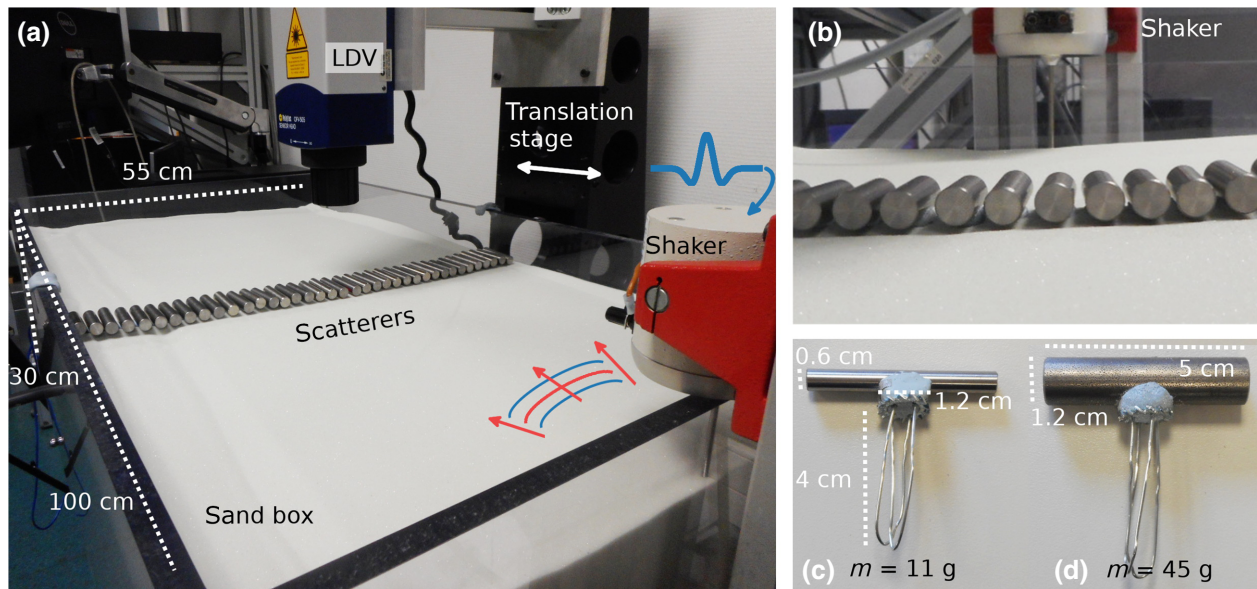 (a)
LDV
Translation
stage
55 cm
Shaker
Scatterers
30 cm
100 cm
Sand box
(b)
Shaker
0.6 cm
1.2 cm
4 cm
(c)
m = 11 g
5 cm
1.2 cm
(d)
m = 45 g